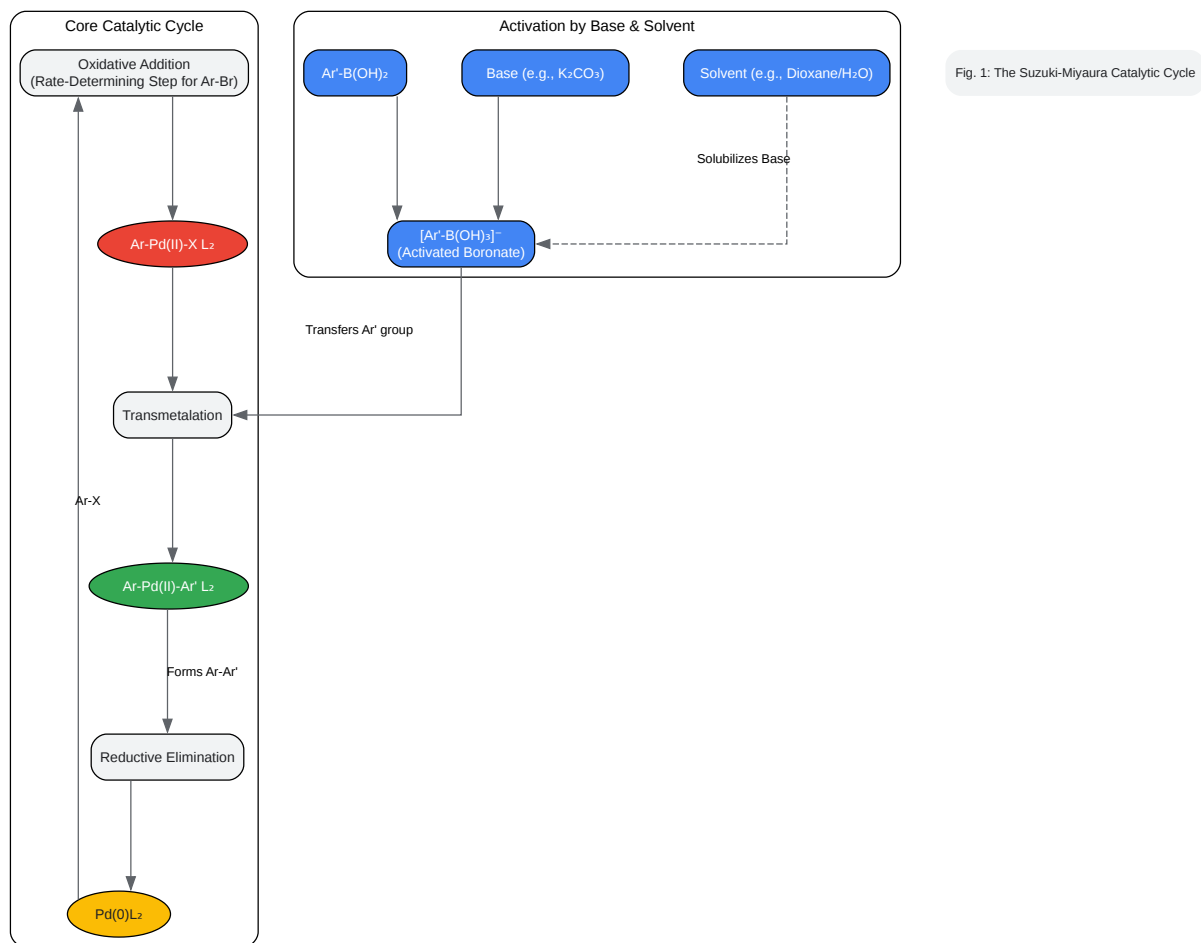 Core Catalytic Cycle
Oxidative Addition
(Rate-Determining Step for Ar-Br)
Ar-Pd(II)-X L₂
Transmetalation
Ar-X
Ar-Pd(II)-Ar' L₂
Forms Ar-Ar'
Reductive Elimination
Pd(0)L₂
Activation by Base & Solvent
Ar'-B(OH)₂
Base (e.g., K₂CO₃)
Solvent (e.g., Dioxane/H₂O)
Solubilizes Base
[Ar'-B(OH)₃]⁻
(Activated Boronate)
Transfers Ar' group
Fig. 1: The Suzuki-Miyaura Catalytic Cycle